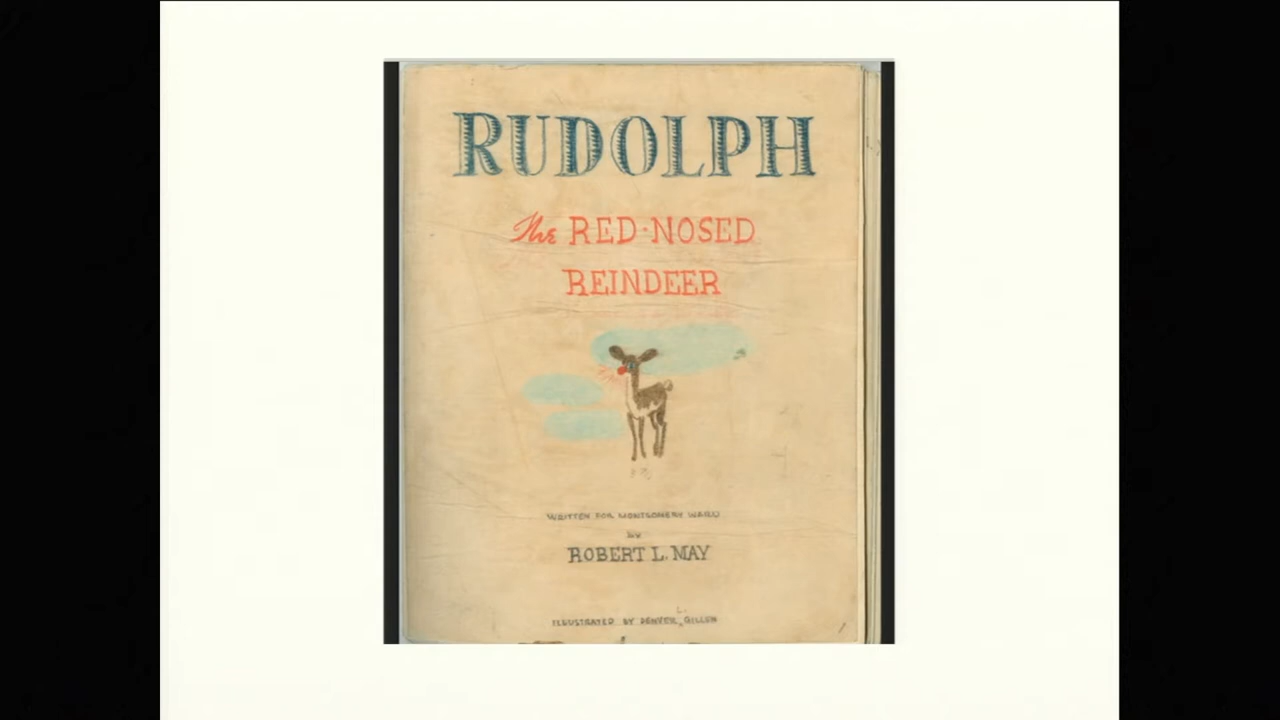 RUDOLPH
The RED-NOSED
REINDEER
WRITTEN FOR MONTGOMERY WARD
BY
ROBERT L. MAY
ILLUSTRATED BY DENVER L. GILLEN